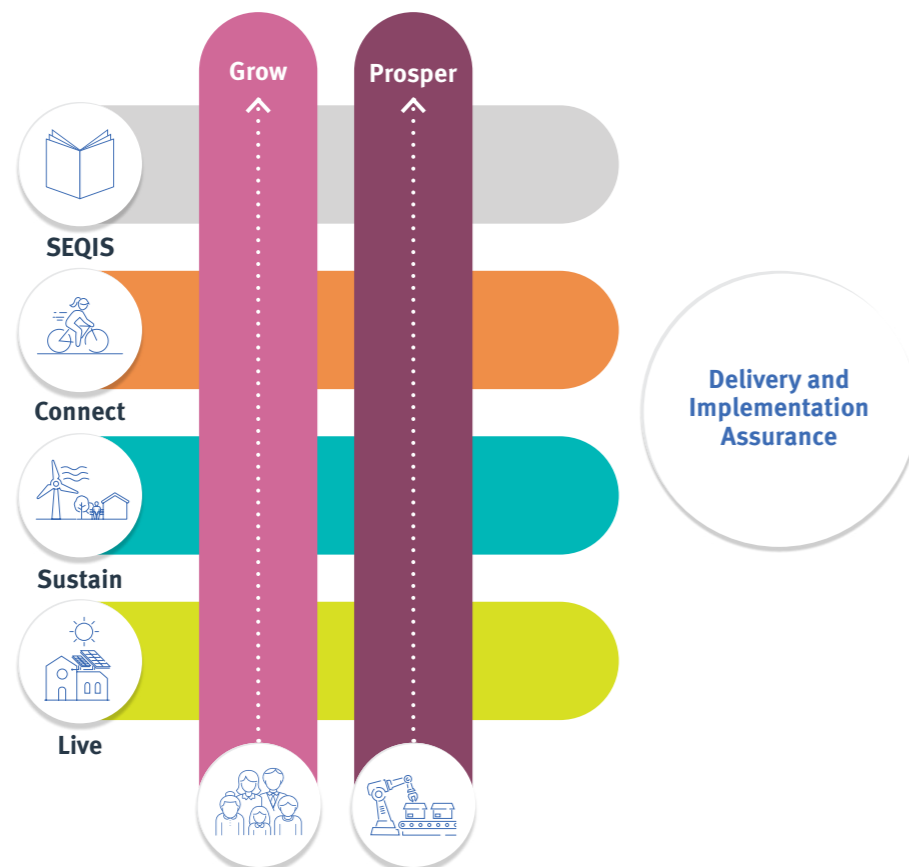 Grow
Prosper
SEQIS
Connect
Delivery and
Implementation
Assurance
Sustain
Live